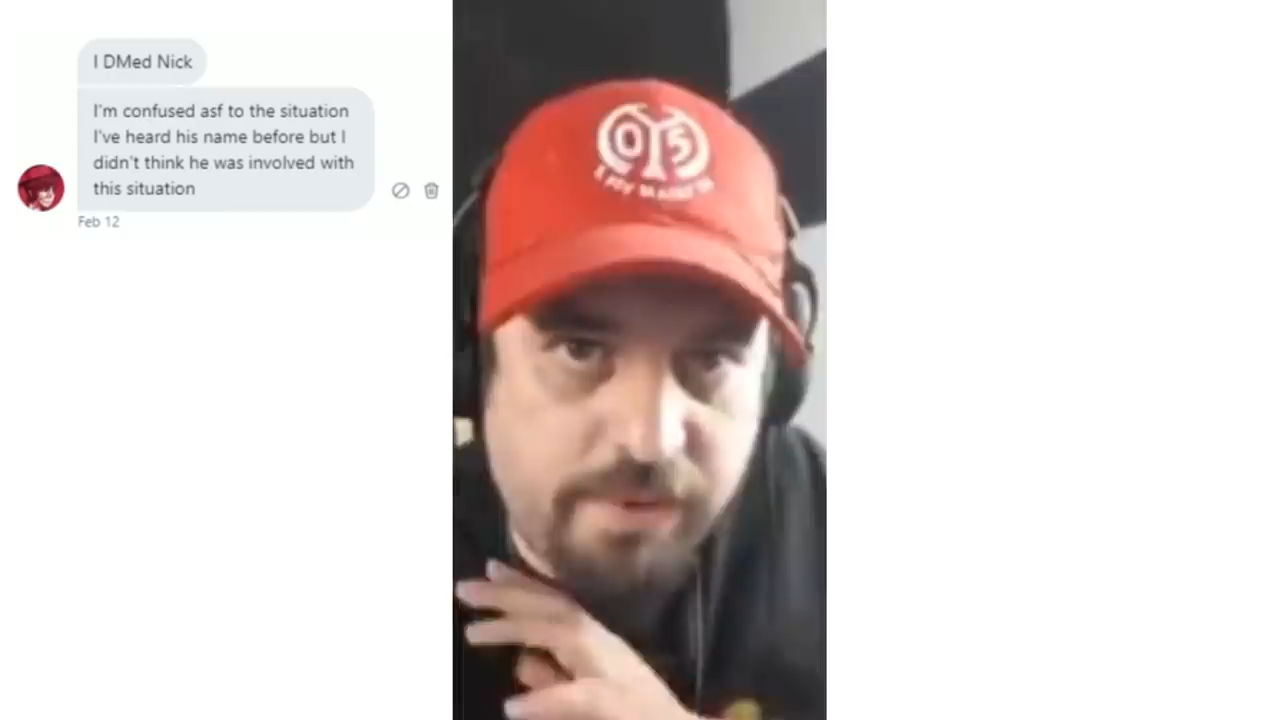 I DMed Nick
I'm confused asf to the situation
I've heard his name before but I
didn't think he was involved with
this situation
Feb 12
05